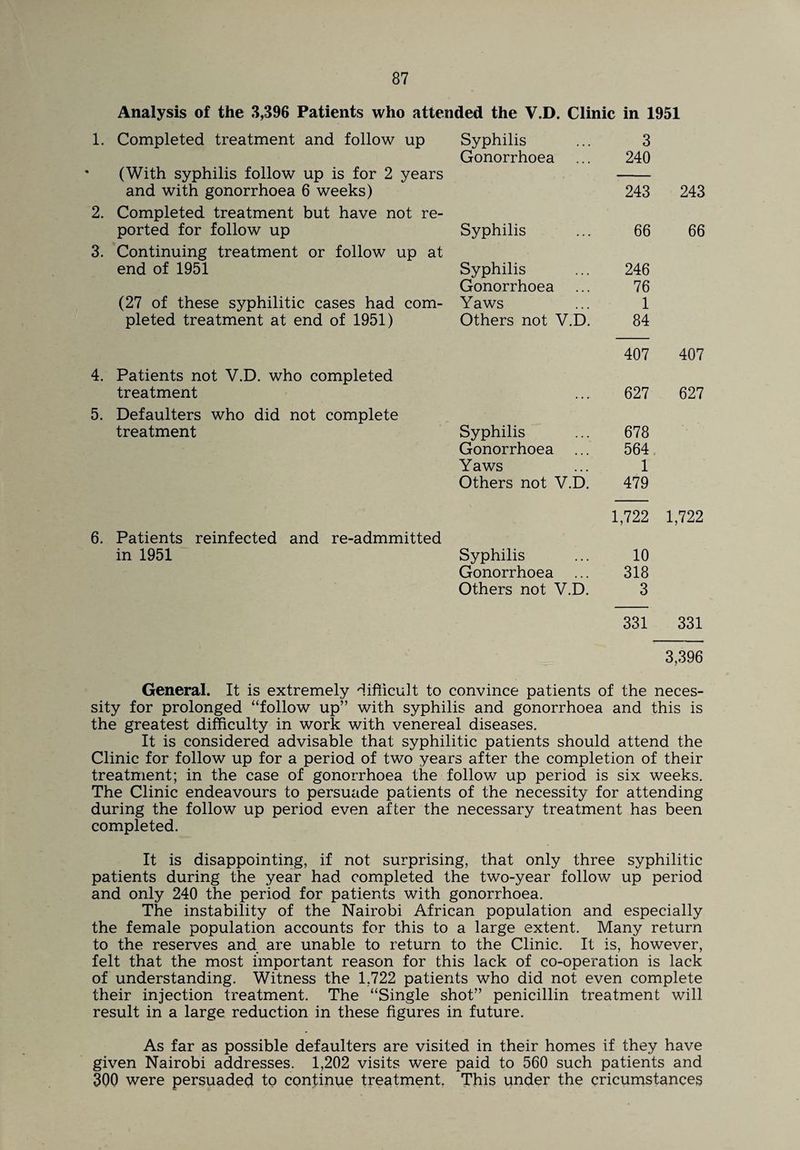 87
Analysis of the 3,396 Patients who attended the V.D. Clinic in 1951
1. Completed treatment and follow up Syphilis ... 3
Gonorrhoea ... 240
(With syphilis follow up is for 2 years
and with gonorrhoea 6 weeks) 243 243
2. Completed treatment but have not re-
ported for follow up Syphilis ... 66 66
3. Continuing treatment or follow up at
end of 1951 Syphilis ... 246
Gonorrhoea ... 76
(27 of these syphilitic cases had com- Yaws ... 1
pleted treatment at end of 1951) Others not V.D. 84
407 407
4. Patients not V.D. who completed
treatment ... 627 627
5. Defaulters who did not complete
treatment Syphilis ... 678
Gonorrhoea ... 564
Yaws ... 1
Others not V.D. 479
1,722 1,722
6. Patients reinfected and re-admmitted
in 1951 Syphilis ... 10
Gonorrhoea ... 318
Others not V.D. 3
331 331
3,396
General. It is extremely difficult to convince patients of the neces-
sity for prolonged “follow up” with syphilis and gonorrhoea and this is
the greatest difficulty in work with venereal diseases.
It is considered advisable that syphilitic patients should attend the
Clinic for follow up for a period of two years after the completion of their
treatment; in the case of gonorrhoea the follow up period is six weeks.
The Clinic endeavours to persuade patients of the necessity for attending
during the follow up period even after the necessary treatment has been
completed.
It is disappointing, if not surprising, that only three syphilitic
patients during the year had completed the two-year follow up period
and only 240 the period for patients with gonorrhoea.
The instability of the Nairobi African population and especially
the female population accounts for this to a large extent. Many return
to the reserves and are unable to return to the Clinic. It is, however,
felt that the most important reason for this lack of co-operation is lack
of understanding. Witness the 1,722 patients who did not even complete
their injection treatment. The “Single shot” penicillin treatment will
result in a large reduction in these figures in future.
As far as possible defaulters are visited in their homes if they have
given Nairobi addresses. 1,202 visits were paid to 560 such patients and
300 were persuaded to continue treatment. This under the cricumstances